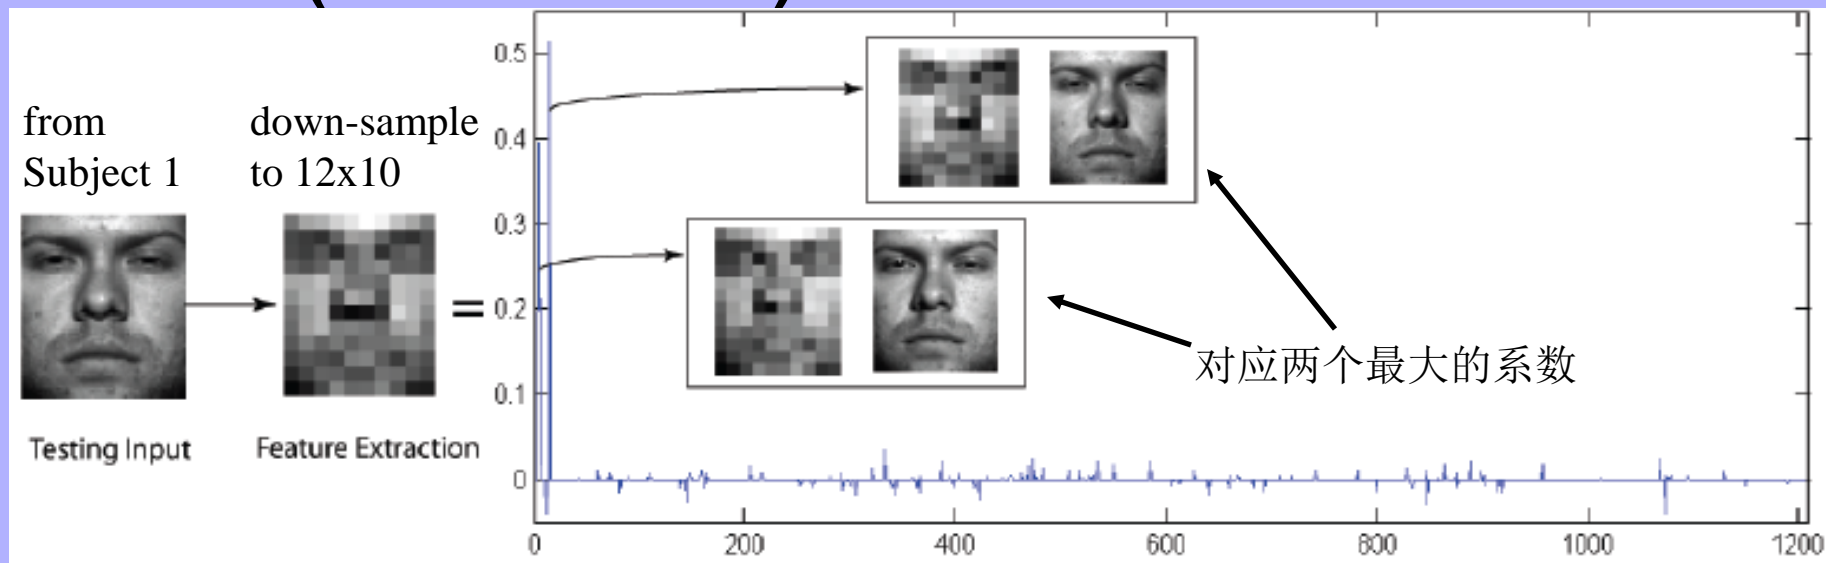 from
Subject 1
down-sample
to 12x10
Testing Input
Feature Extraction
=
0.5
0.4
0.3
0.2
0.1
0
0 200 400 600 800 1000 1200
对应两个最大的系数